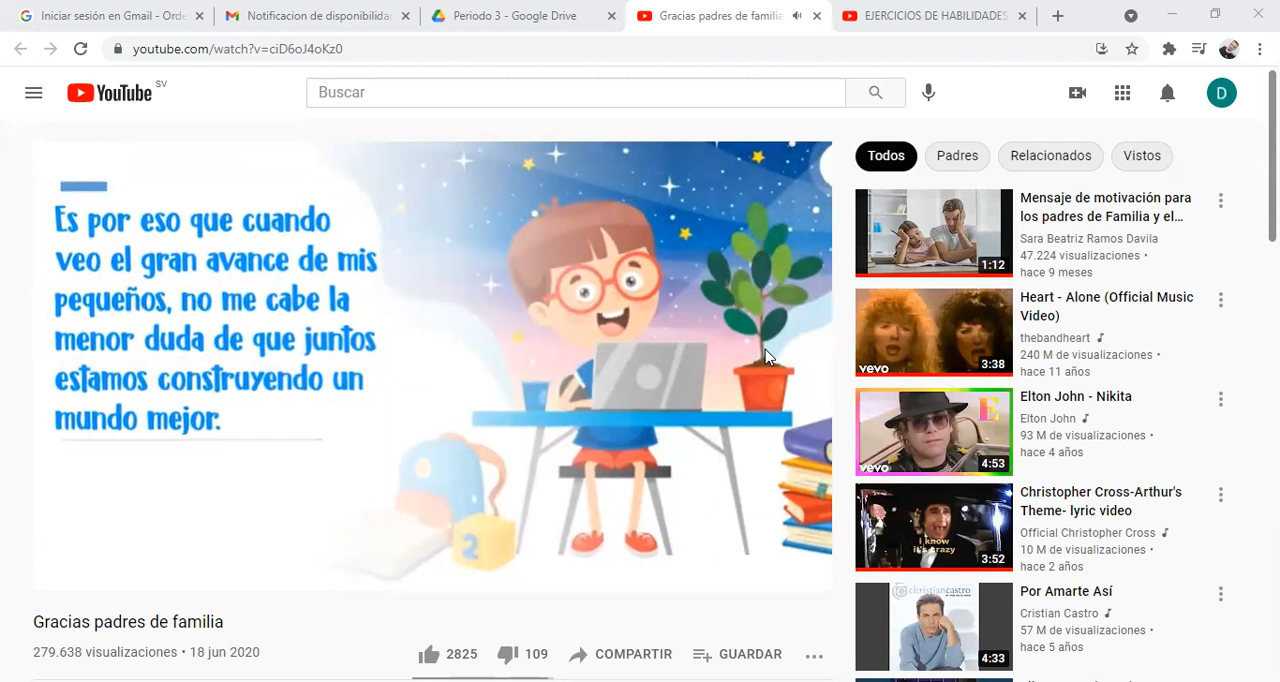 Iniciar sesión en Gmail - Orde
Notificacion de disponibilida
Periodo 3 - Google Drive
Gracias padres de familia
EJERCICIOS DE HABILIDADES
youtube.com/watch?v=ciD6oJ4oKz0
YouTube SV
Buscar
D
Es por eso que cuando
veo el gran avance de mis
pequeños, no me cabe la
menor duda de que juntos
estamos construyendo un
mundo mejor.
2
Gracias padres de familia
279.638 visualizaciones • 18 jun 2020
2825
109
COMPARTIR
GUARDAR
Todos
Padres
Relacionados
Vistos
1:12
Mensaje de motivación para
los padres de Familia y el...
Sara Beatriz Ramos Davila
47.224 visualizaciones •
hace 9 meses
vevo
3:38
Heart - Alone (Official Music
Video)
thebandheart
240 M de visualizaciones •
hace 11 años
E
vevo
4:53
Elton John - Nikita
Elton John
93 M de visualizaciones •
hace 4 años
i know
it's crazy
3:52
Christopher Cross-Arthur's
Theme- lyric video
Official Christopher Cross
10 M de visualizaciones •
hace 2 años
christiancastro
4:33
Por Amarte Así
Cristian Castro
57 M de visualizaciones •
hace 5 años